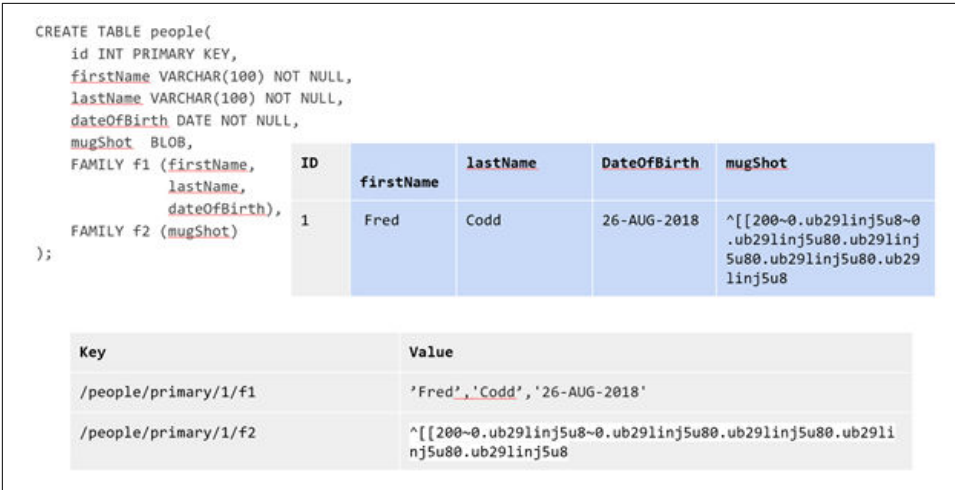 CREATE TABLE people(
id INT PRIMARY KEY,
firstName VARCHAR(100) NOT NULL,
lastName VARCHAR(100) NOT NULL,
dateOfBirth DATE NOT NULL,
mugShot BLOB,
FAMILY f1 (firstName,
lastName,
dateOfBirth),
FAMILY f2 (mugShot)
);
ID firstName lastName DateOfBirth mugShot
1 Fred Codd 26-AUG-2018 ^[[200~0.ub29linj5u8~0
.ub29linj5u80.ub29linj
5u80.ub29linj5u80.ub29
linj5u8
Key Value
/people/primary/1/f1 ’Fred’,'Codd’,'26-AUG-2018'
/people/primary/1/f2 ^[[200~0.ub29linj5u8~0.ub29linj5u80.ub29linj5u80.ub29li
nj5u80.ub29linj5u8